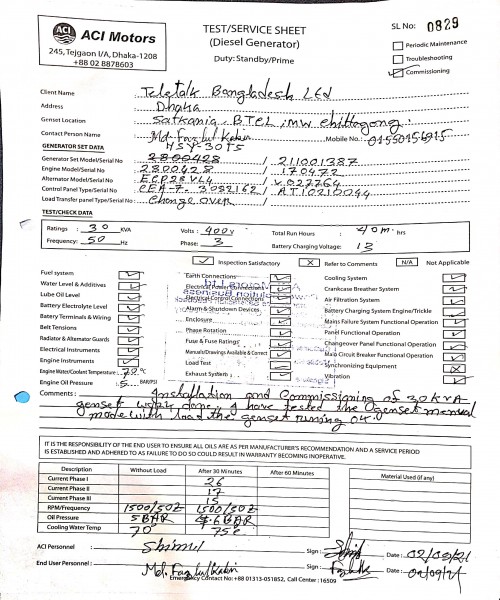 ACI Motors
245, Tejgaon I/A, Dhaka-1208
+88 02 8878603
TEST/SERVICE SHEET
(Diesel Generator)
Duty: Standby/Prime
SL No: 0829
Periodic Maintenance
Troubleshooting
Commissioning
Client Name Teletalk Bangladesh Ltd
Address Dhaka
Genset Location Satkania BTCL, MW chittagong.
Contact Person Name Md. Fazlul Kabir Mobile No.: 01550156915
GENERATOR SET DATA HSY-30T5
Generator Set Model/Serial No 2800428 / 211001387
Engine Model/Serial No 2800428 / 170472
Alternator Model/Serial No ECP28VL4 / V027764
Control Panel Type/Serial No CEA-7- 3082162 / AT10210044
Load Transfer panel Type/Serial No Change over
TEST/CHECK DATA
Ratings : 30 KVA Volts : 400V Total Run Hours : 40m. hrs
Frequency: 50 Hz Phase: 3 Battery Charging Voltage: 13
Inspection Satisfactory X Refer to Comments N/A Not Applicable
Fuel system Earth Connections Cooling System
Water Level & Additives Electrical Power Connections Crankcase Breather System
Lube Oil Level Electrical Control Connections Air Filtration System
Battery Electrolyte Level Alarm & Shutdown Devices Battery Charging System Engine/Trickle
Batery Terminals & Wiring Enclosure Mains Failure System Functional Operation
Belt Tensions Phase Rotation Panel Functional Operation
Radiator & Alternator Guards Fuse & Fuse Ratings Changeover Panel Functional Operation
Electrical Instruments Manuals/Drawings Available & Correct Main Circuit Breaker Functional Operation
Engine Instruments Load Test Synchronizing Equipment X
Engine Water/Coolant Temperature 72 °C Exhaust System Vibration
Engine Oil Pressure 5 BAR/PSI
Comments : Installation and Commissioning of 30 kVA
genset work done, I have tested the genset manual
mode with load the genset running ok.
IT IS THE RESPONSIBILITY OF THE END USER TO ENSURE ALL OILS ARE AS PER MANUFACTURER'S RECOMMENDATION AND A SERVICE PERIOD
IS ESTABLISHED AND ADHERED TO AS FAILURE TO DO SO COULD RESULT IN WARRANTY BECOMING INOPERATIVE.
Description Without Load After 30 Minutes After 60 Minutes Material Used (if any)
Current Phase I 26
Current Phase II 17
Current Phase III 15
RPM/Frequency 1500/50Z 1500/50Z
Oil Pressure 5 BAR 4.6 BAR
Cooling Water Temp 70° 75°c
ACI Personnel : Shimul Sign : Date : 02/09/21
End User Personnel : Md. Fazlul Kabir Sign : Date : 02/09/21
Emergency Contact No: +88 01313-051852, Call Center : 16509